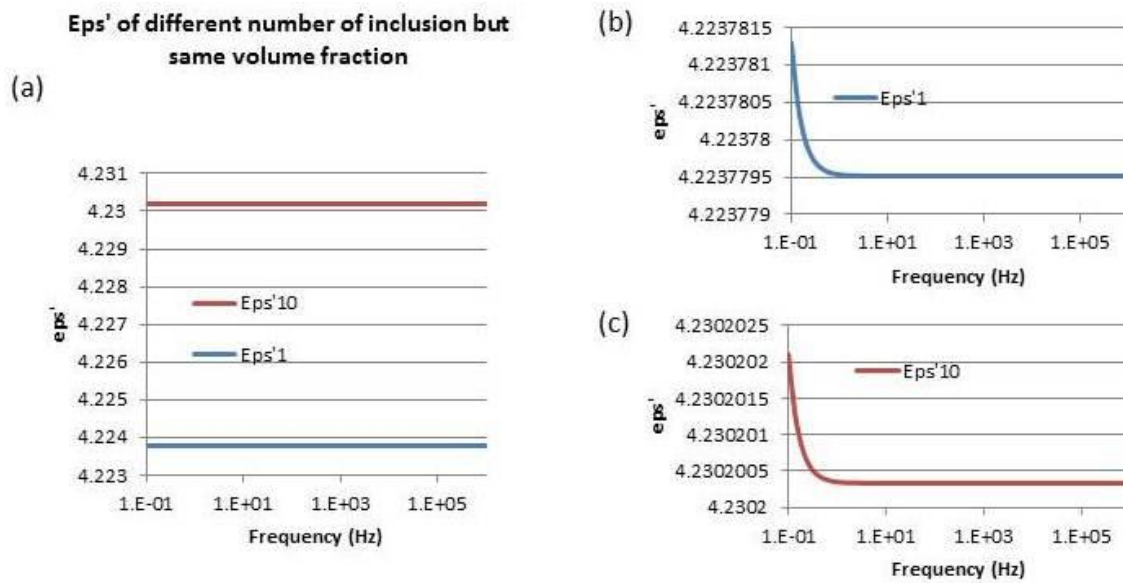 Eps' of different number of inclusion but
same volume fraction
(a)
4.231
4.23
4.229
4.228
4.227
4.226
4.225
4.224
4.223
eps'
Eps'10
Eps'1
1.E-01
1.E+01
1.E+03
1.E+05
Frequency (Hz)
(b)
4.2237815
4.223781
4.2237805
4.22378
4.2237795
4.223779
eps'
Eps'1
1.E-01
1.E+01
1.E+03
1.E+05
Frequency (Hz)
(c)
4.2302025
4.230202
4.2302015
4.230201
4.2302005
4.2302
eps'
Eps'10
1.E-01
1.E+01
1.E+03
1.E+05
Frequency (Hz)